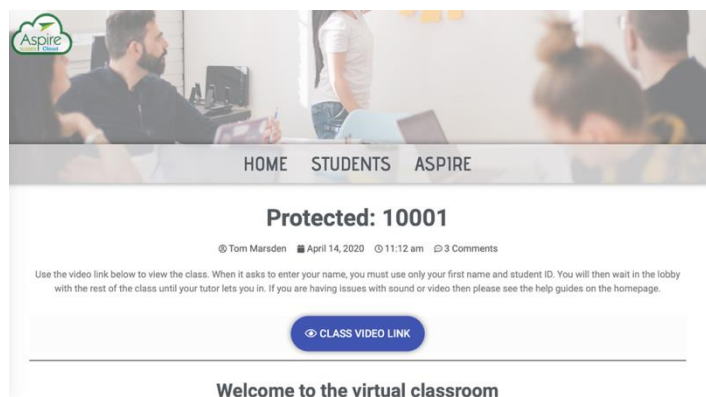 Aspire
Cloud
HOME STUDENTS ASPIRE
Protected: 10001
Tom Marsden April 14, 2020 11:12 am 3 Comments
Use the video link below to view the class. When it asks to enter your name, you must use only your first name and student ID. You will then wait in the lobby
with the rest of the class until your tutor lets you in. If you are having issues with sound or video then please see the help guides on the homepage.
CLASS VIDEO LINK
Welcome to the virtual classroom